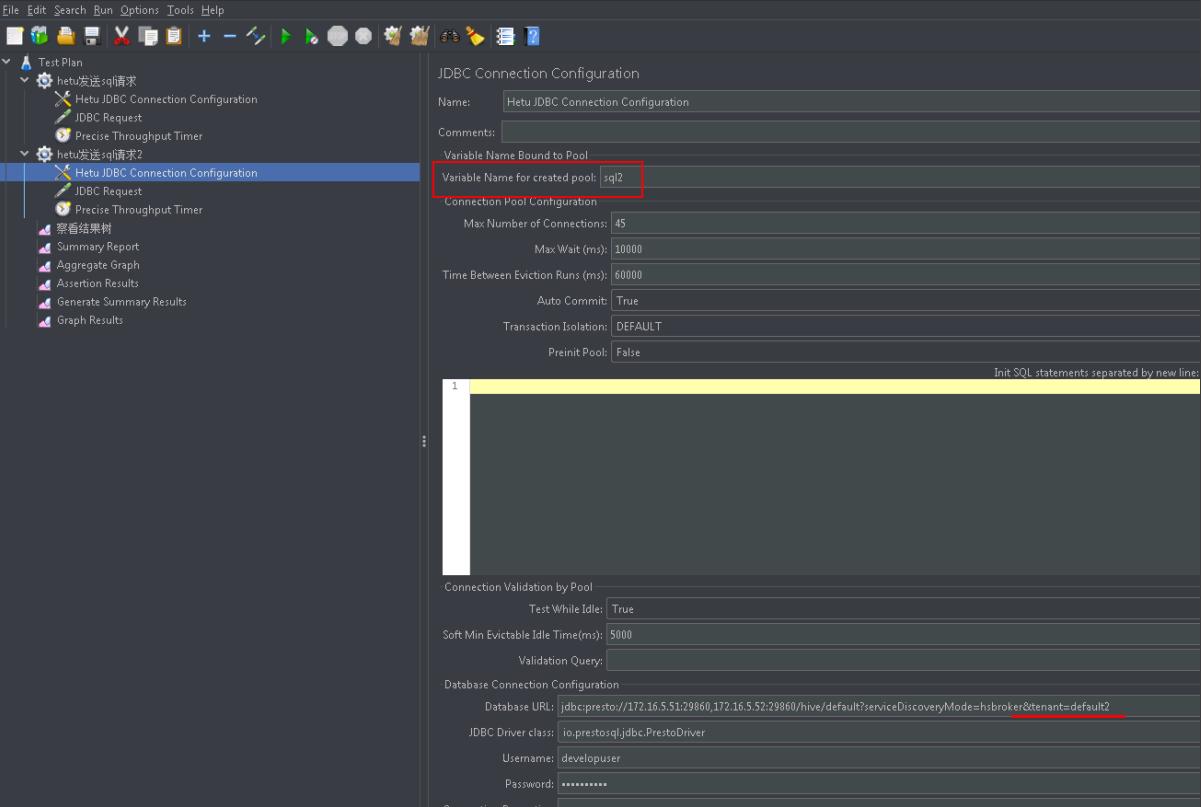 File Edit Search Run Options Tools Help
Test Plan
hetu发送sql请求
Hetu JDBC Connection Configuration
JDBC Request
Precise Throughput Timer
hetu发送sql请求2
Hetu JDBC Connection Configuration
JDBC Request
Precise Throughput Timer
察看结果树
Summary Report
Aggregate Graph
Assertion Results
Generate Summary Results
Graph Results
JDBC Connection Configuration
Name: Hetu JDBC Connection Configuration
Comments:
Variable Name Bound to Pool
Variable Name for created pool: sql2
Connection Pool Configuration
Max Number of Connections: 45
Max Wait (ms): 10000
Time Between Eviction Runs (ms): 60000
Auto Commit: True
Transaction Isolation: DEFAULT
Preinit Pool: False
Init SQL statements separated by new line:
1
Connection Validation by Pool
Test While Idle: True
Soft Min Evictable Idle Time(ms): 5000
Validation Query:
Database Connection Configuration
Database URL: jdbc:presto://172.16.5.51:29860,172.16.5.52:29860/hive/default?serviceDiscoveryMode=hsbroker&tenant=default2
JDBC Driver class: io.prestosql.jdbc.PrestoDriver
Username: developuser
Password: ••••••••••